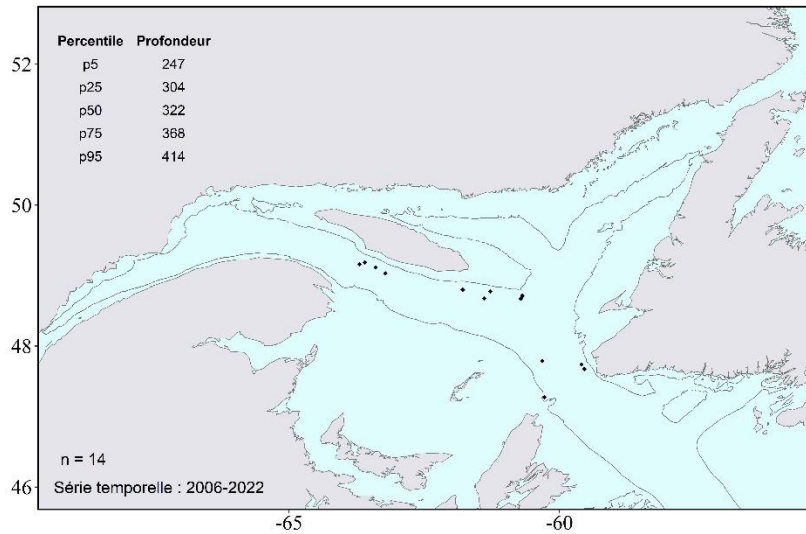 Percentile Profondeur
p5 247
p25 304
p50 322
p75 368
p95 414
52
50
48
46
n = 14
Série temporelle : 2006-2022
-65 -60